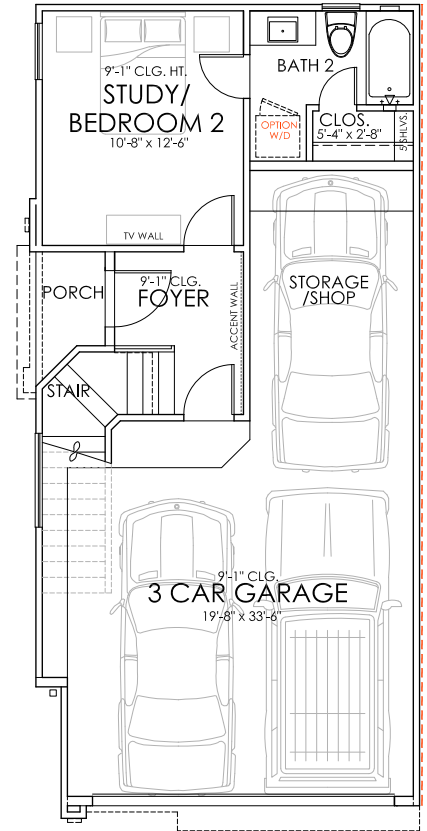 9'-1" CLG. HT.
STUDY/
BEDROOM 2
10'-8" x 12'-6"
TV WALL
BATH 2
OPTION
W/D
CLOS.
5'-4" x 2'-8"
5 SHLVS.
PORCH
9'-1" CLG.
FOYER
ACCENT WALL
STORAGE
/SHOP
STAIR
9'-1" CLG.
3 CAR GARAGE
19'-8" x 33'-6"